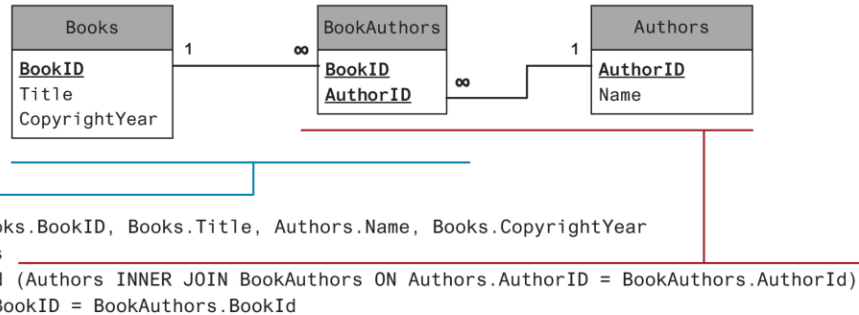 Books BookAuthors Authors
1 ∞ 1
BookID BookID AuthorID
Title AuthorID ∞ Name
CopyrightYear
oks.BookID, Books.Title, Authors.Name, Books.CopyrightYear
s
(Authors INNER JOIN BookAuthors ON Authors.AuthorID = BookAuthors.AuthorId)
BookID = BookAuthors.BookId